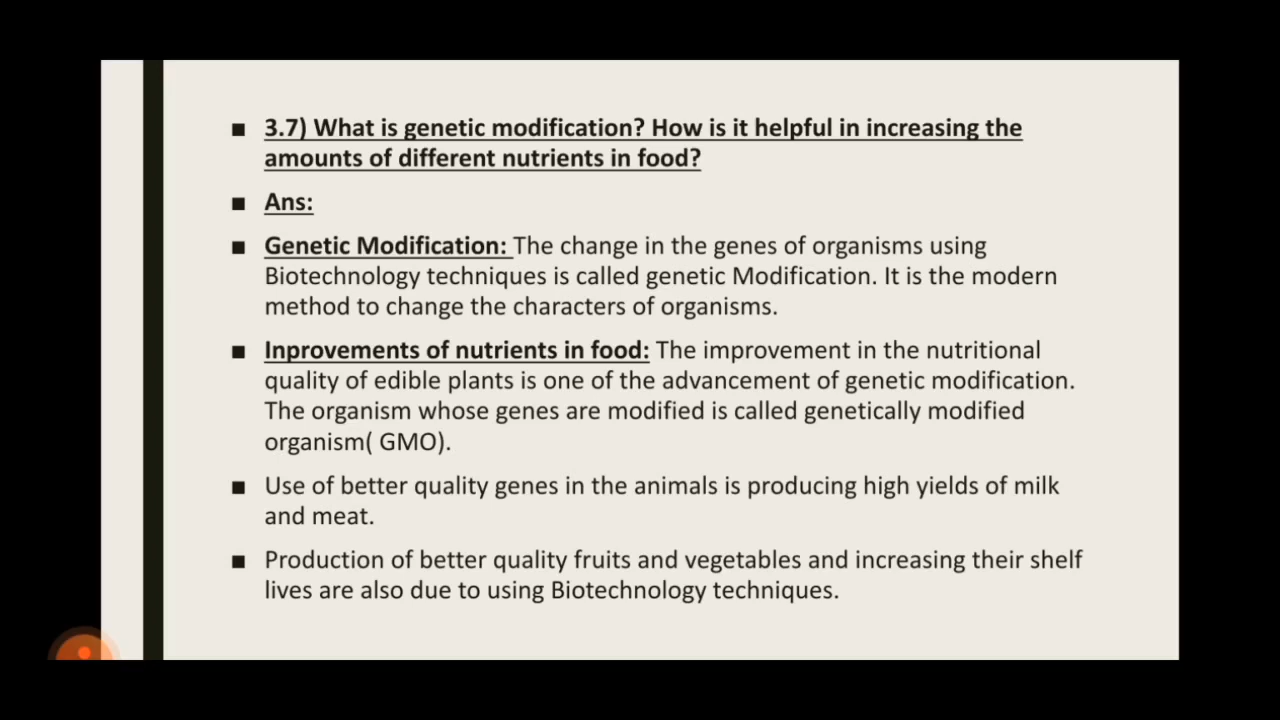 3.7) What is genetic modification? How is it helpful in increasing the
amounts of different nutrients in food?
Ans:
Genetic Modification: The change in the genes of organisms using
Biotechnology techniques is called genetic Modification. It is the modern
method to change the characters of organisms.
Inprovements of nutrients in food: The improvement in the nutritional
quality of edible plants is one of the advancement of genetic modification.
The organism whose genes are modified is called genetically modified
organism( GMO).
Use of better quality genes in the animals is producing high yields of milk
and meat.
Production of better quality fruits and vegetables and increasing their shelf
lives are also due to using Biotechnology techniques.